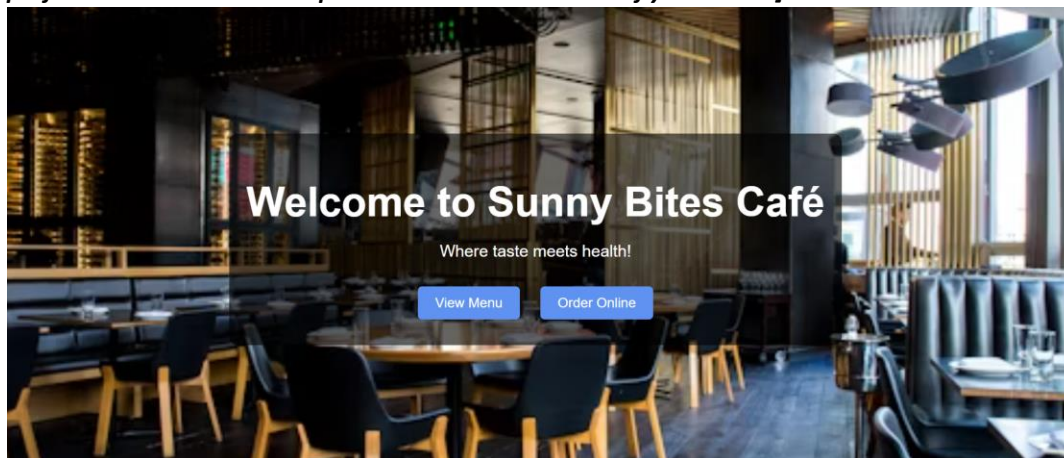 Welcome to Sunny Bites Café
Where taste meets health!
View Menu
Order Online